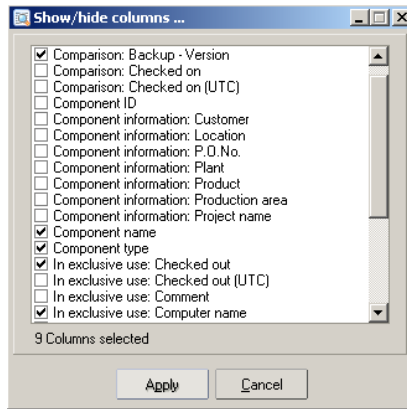 Show/hide columns ...
Comparison: Backup - Version
Comparison: Checked on
Comparison: Checked on (UTC)
Component ID
Component information: Customer
Component information: Location
Component information: P.O.No.
Component information: Plant
Component information: Product
Component information: Production area
Component information: Project name
Component name
Component type
In exclusive use: Checked out
In exclusive use: Checked out (UTC)
In exclusive use: Comment
In exclusive use: Computer name
9 Columns selected
Apply Cancel